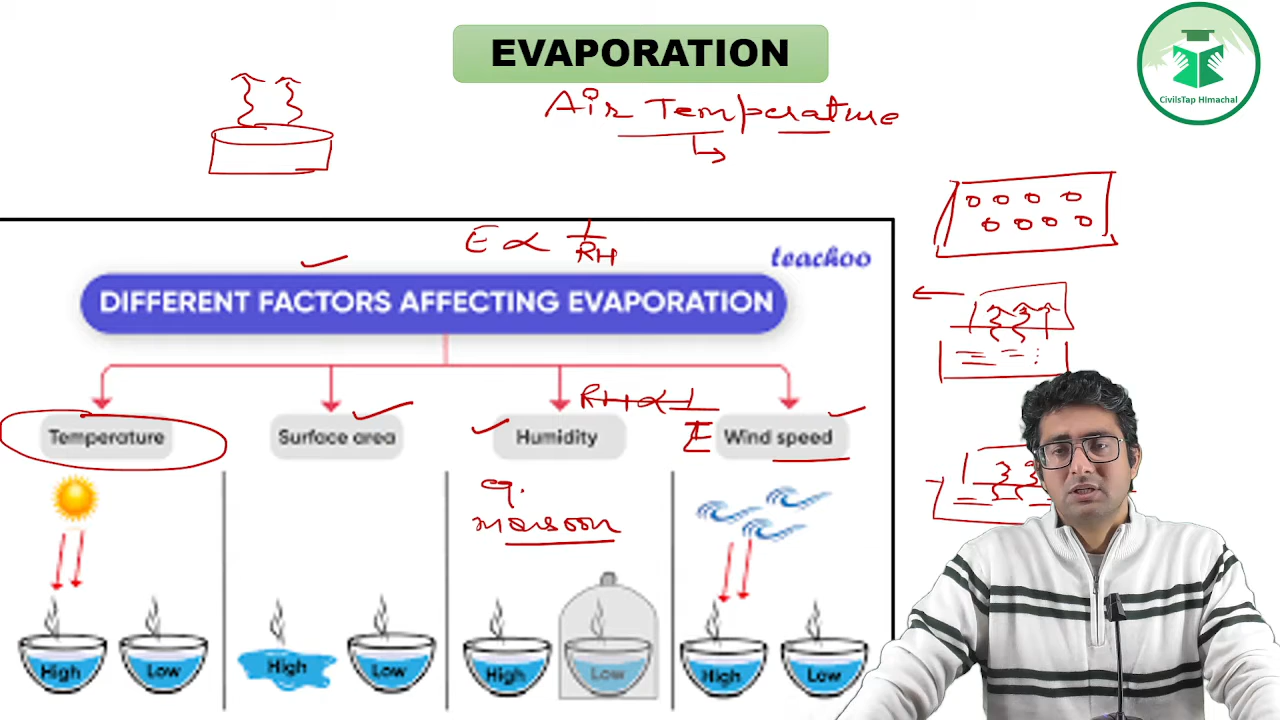 EVAPORATION
CivilsTap Himachal
Air Temperature
E ∝ 1/RH
teachoo
DIFFERENT FACTORS AFFECTING EVAPORATION
RH ∝ 1/E
Temperature
Surface area
Humidity
Wind speed
eg.
monsoon
High
Low
High
Low
High
Low
High
Low